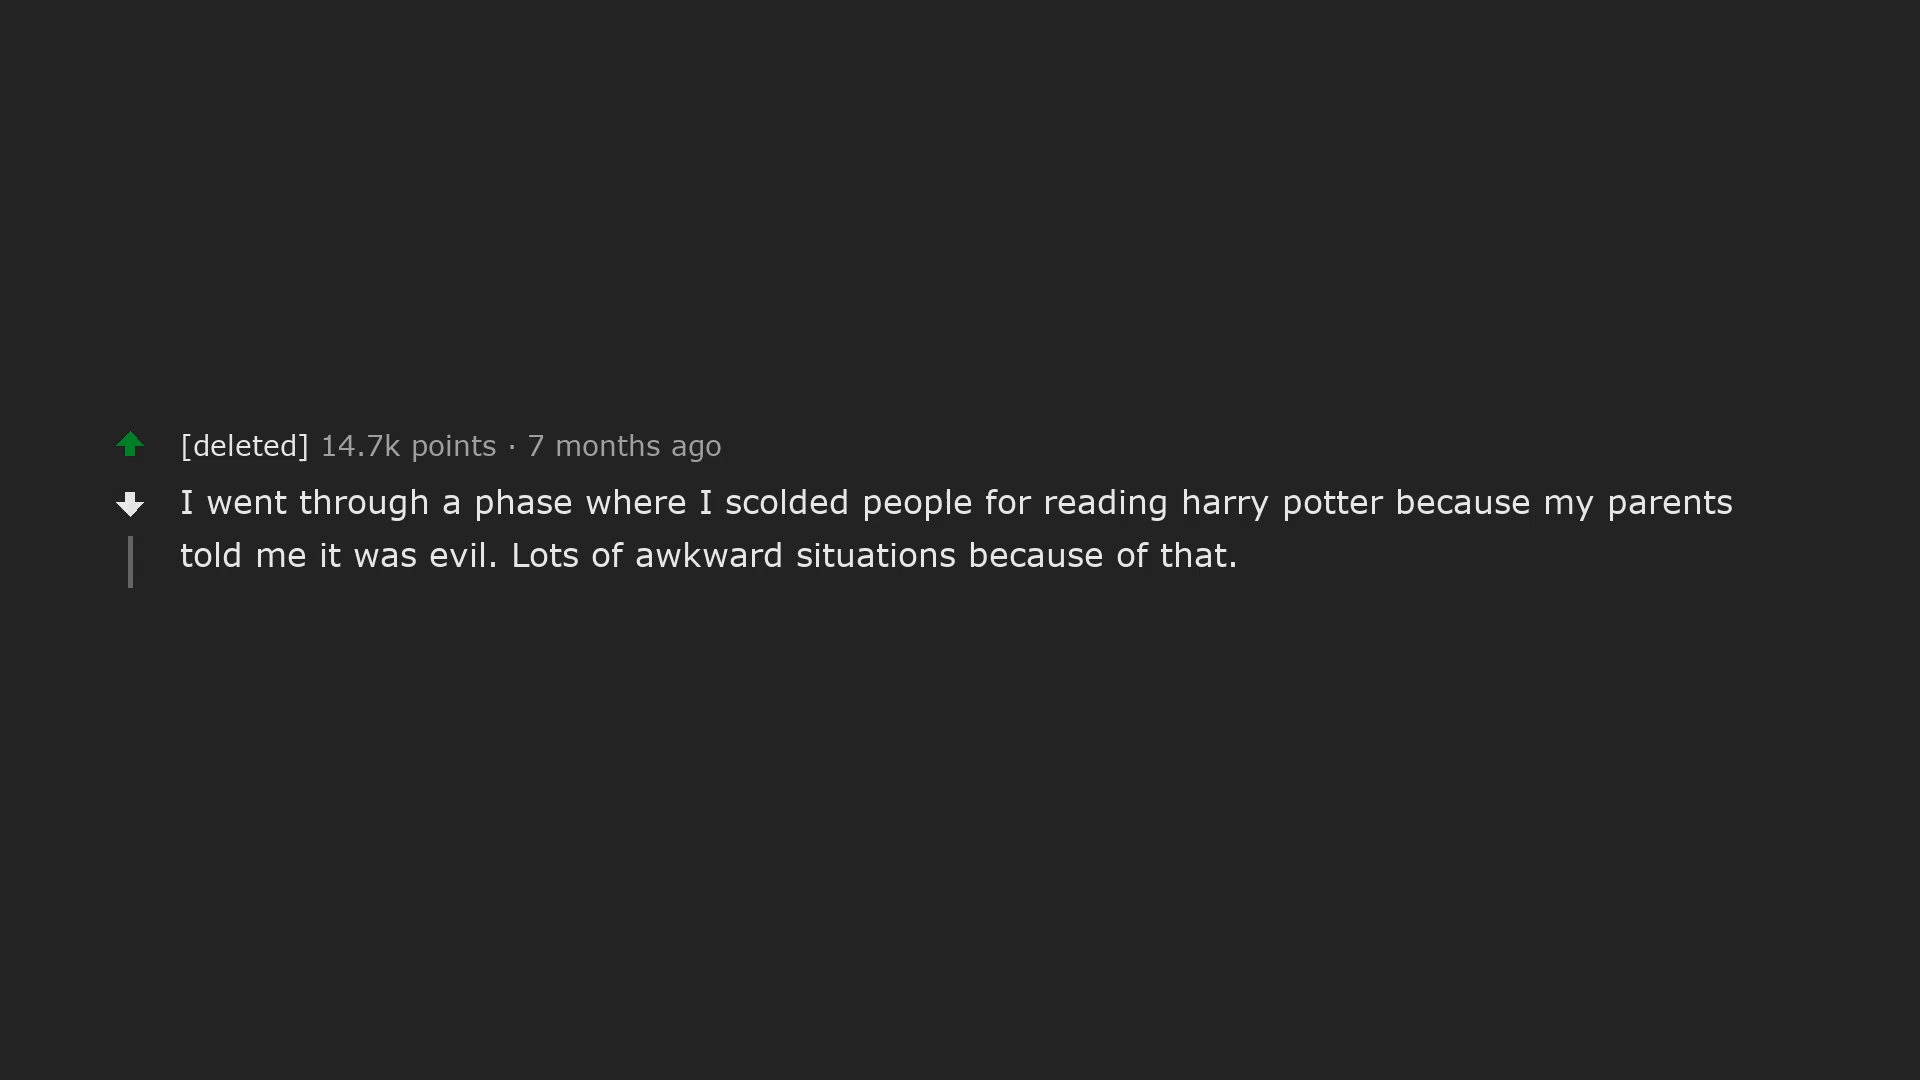 [deleted] 14.7k points · 7 months ago
I went through a phase where I scolded people for reading harry potter because my parents
told me it was evil. Lots of awkward situations because of that.